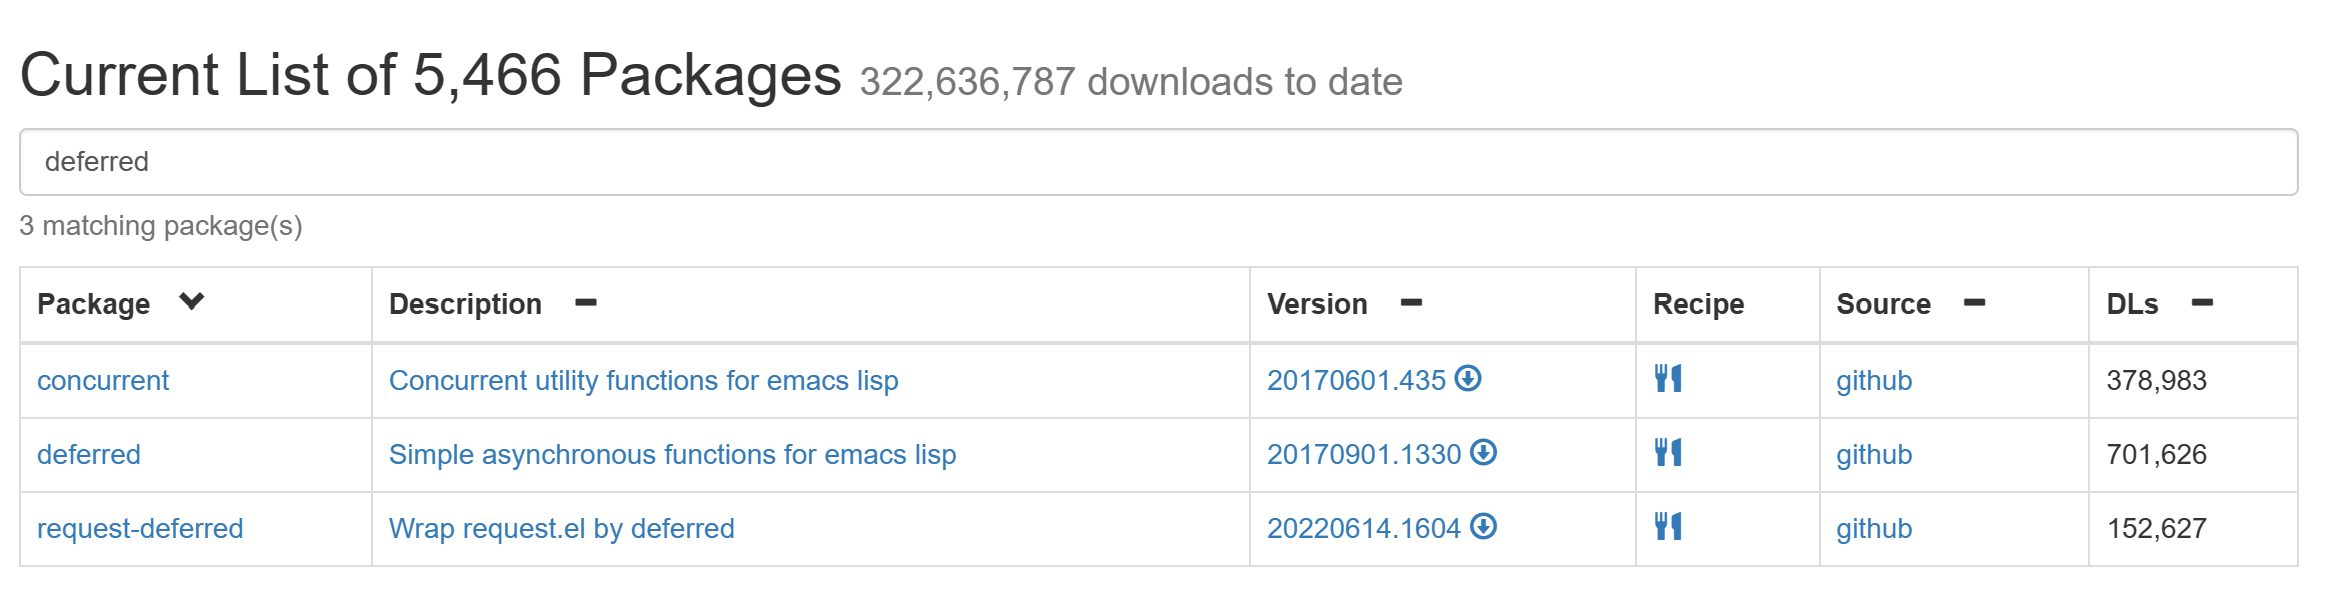 Current List of 5,466 Packages 322,636,787 downloads to date
deferred
3 matching package(s)
Package Description Version Recipe Source DLs
concurrent Concurrent utility functions for emacs lisp 20170601.435 github 378,983
deferred Simple asynchronous functions for emacs lisp 20170901.1330 github 701,626
request-deferred Wrap request.el by deferred 20220614.1604 github 152,627